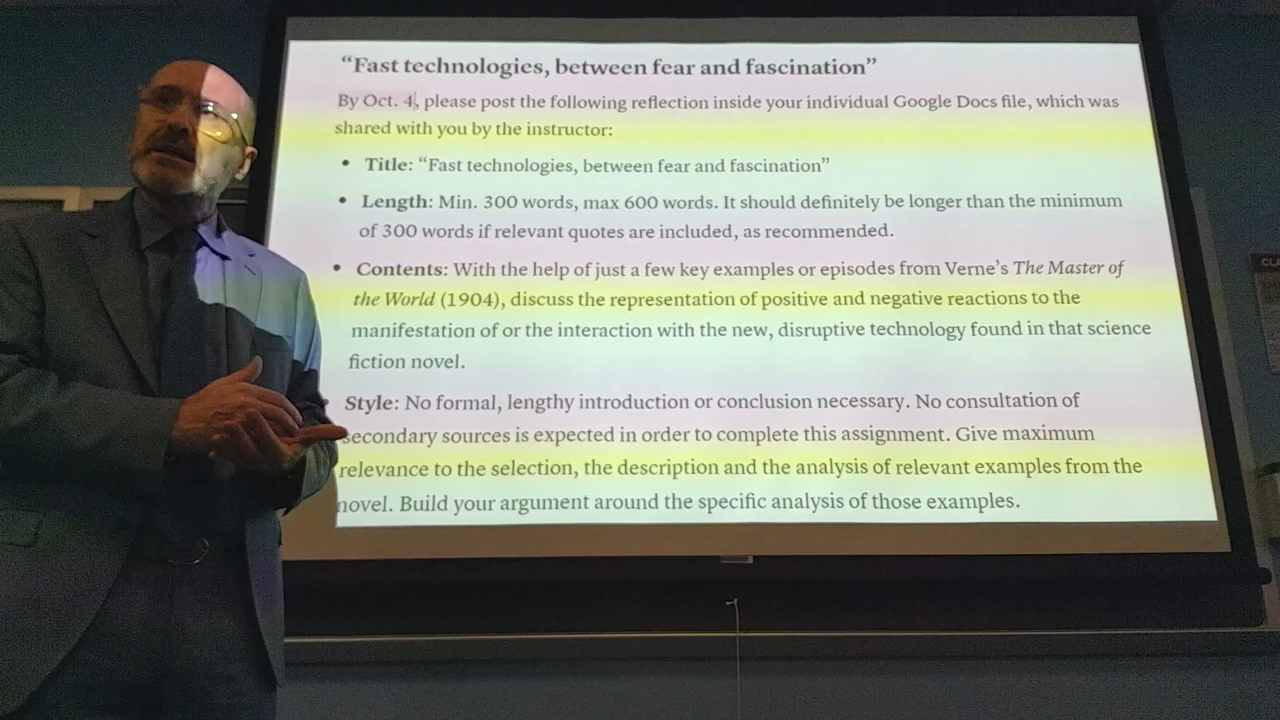 “Fast technologies, between fear and fascination”
By Oct. 4, please post the following reflection inside your individual Google Docs file, which was
shared with you by the instructor:
• Title: “Fast technologies, between fear and fascination”
• Length: Min. 300 words, max 600 words. It should definitely be longer than the minimum
of 300 words if relevant quotes are included, as recommended.
• Contents: With the help of just a few key examples or episodes from Verne’s The Master of
the World (1904), discuss the representation of positive and negative reactions to the
manifestation of or the interaction with the new, disruptive technology found in that science
fiction novel.
Style: No formal, lengthy introduction or conclusion necessary. No consultation of
secondary sources is expected in order to complete this assignment. Give maximum
relevance to the selection, the description and the analysis of relevant examples from the
novel. Build your argument around the specific analysis of those examples.